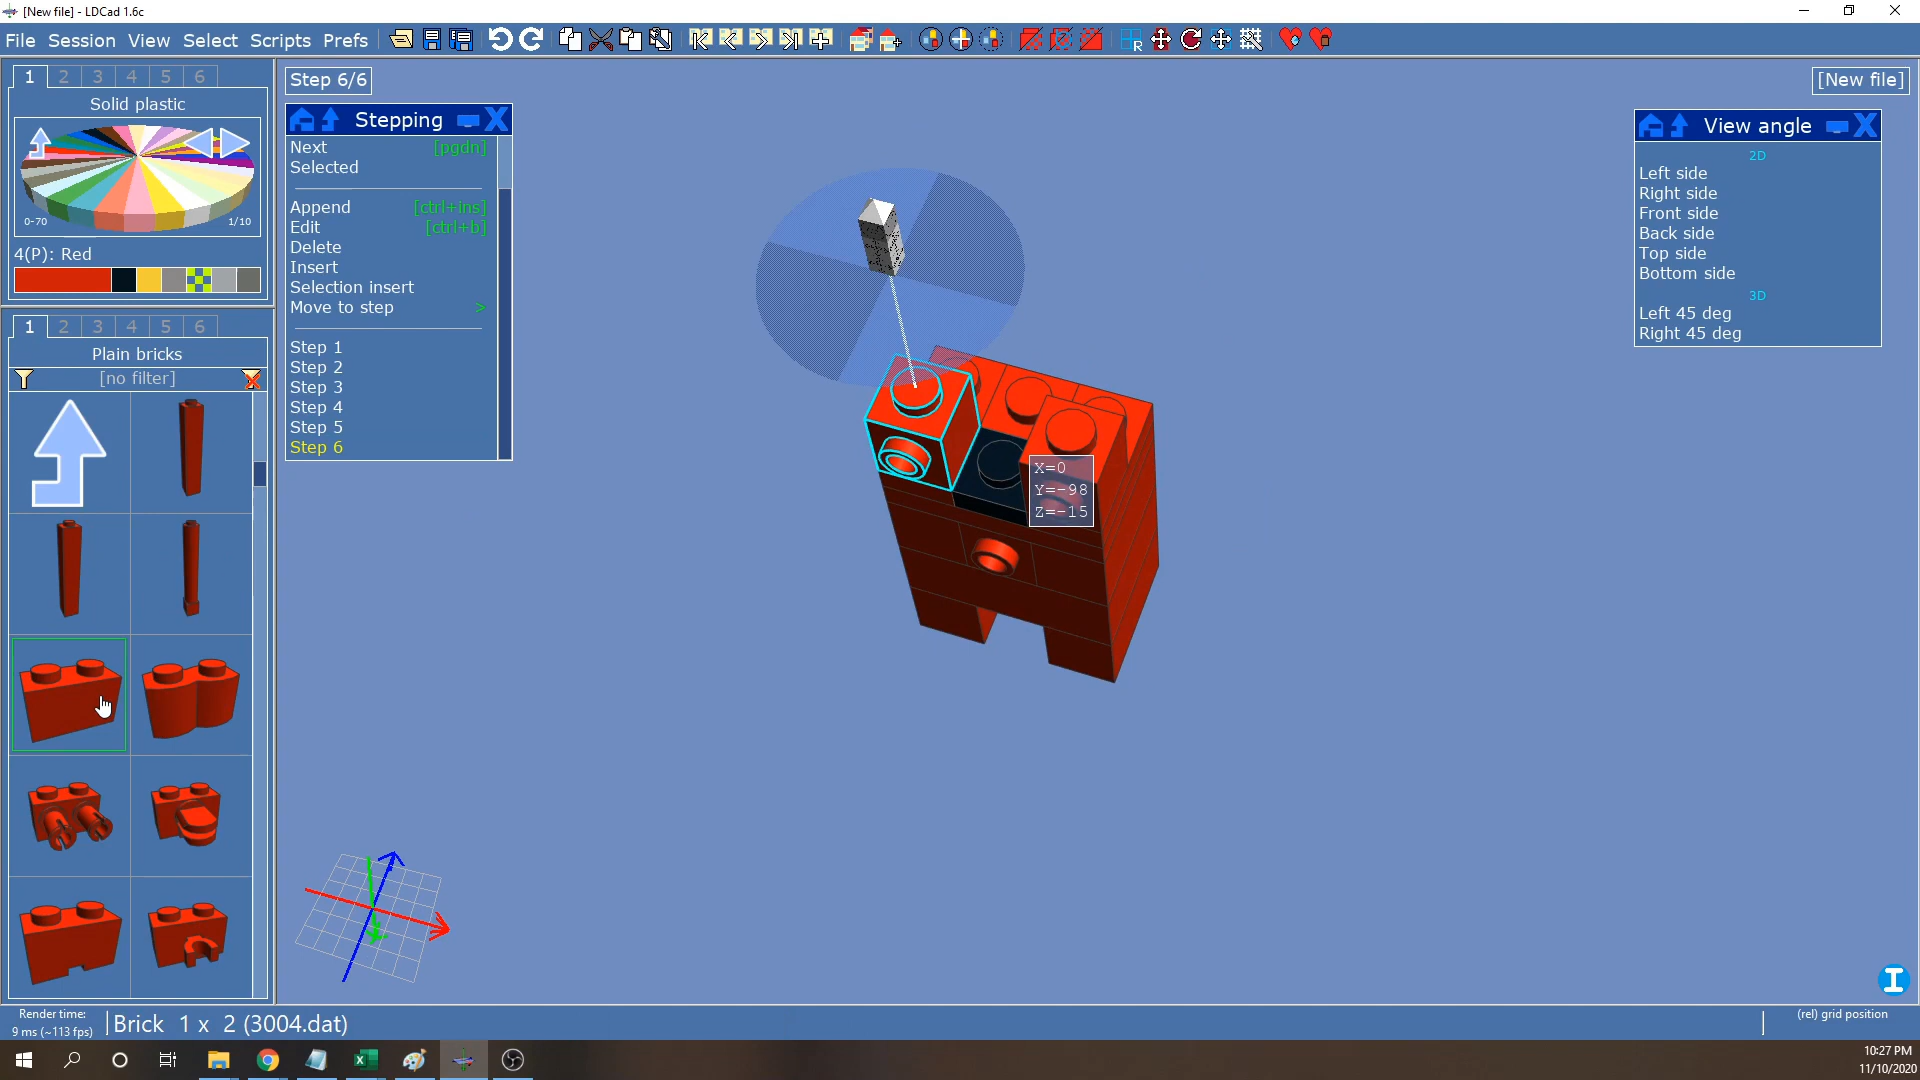 [New file] - LDCad 1.6c
File Session View Select Scripts Prefs
1 2 3 4 5 6
Solid plastic
0-70 1/10
4(P): Red
1 2 3 4 5 6
Plain bricks
[no filter]
Step 6/6
Stepping
Next [pgdn]
Selected
Append [ctrl+ins]
Edit [ctrl+b]
Delete
Insert
Selection insert
Move to step >
Step 1
Step 2
Step 3
Step 4
Step 5
Step 6
X=0
Y=-98
Z=-15
[New file]
View angle
2D
Left side
Right side
Front side
Back side
Top side
Bottom side
3D
Left 45 deg
Right 45 deg
Render time:
9 ms (~113 fps)
Brick 1 x 2 (3004.dat)
(rel) grid position
10:27 PM
11/10/2020